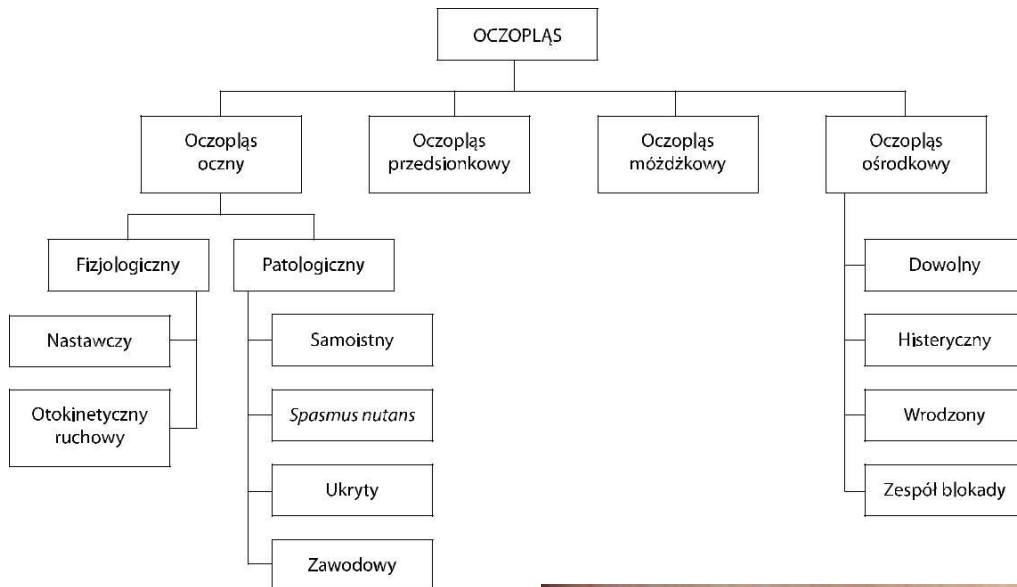 OCZOPLĄS
Oczopląs
oczny
Oczopląs
przedsionkowy
Oczopląs
móżdżkowy
Oczopląs
ośrodkowy
Fizjologiczny
Patologiczny
Nastawczy
Otokinetyczny
ruchowy
Samoistny
Spasmus nutans
Ukryty
Zawodowy
Dowolny
Histeryczny
Wrodzony
Zespół blokady